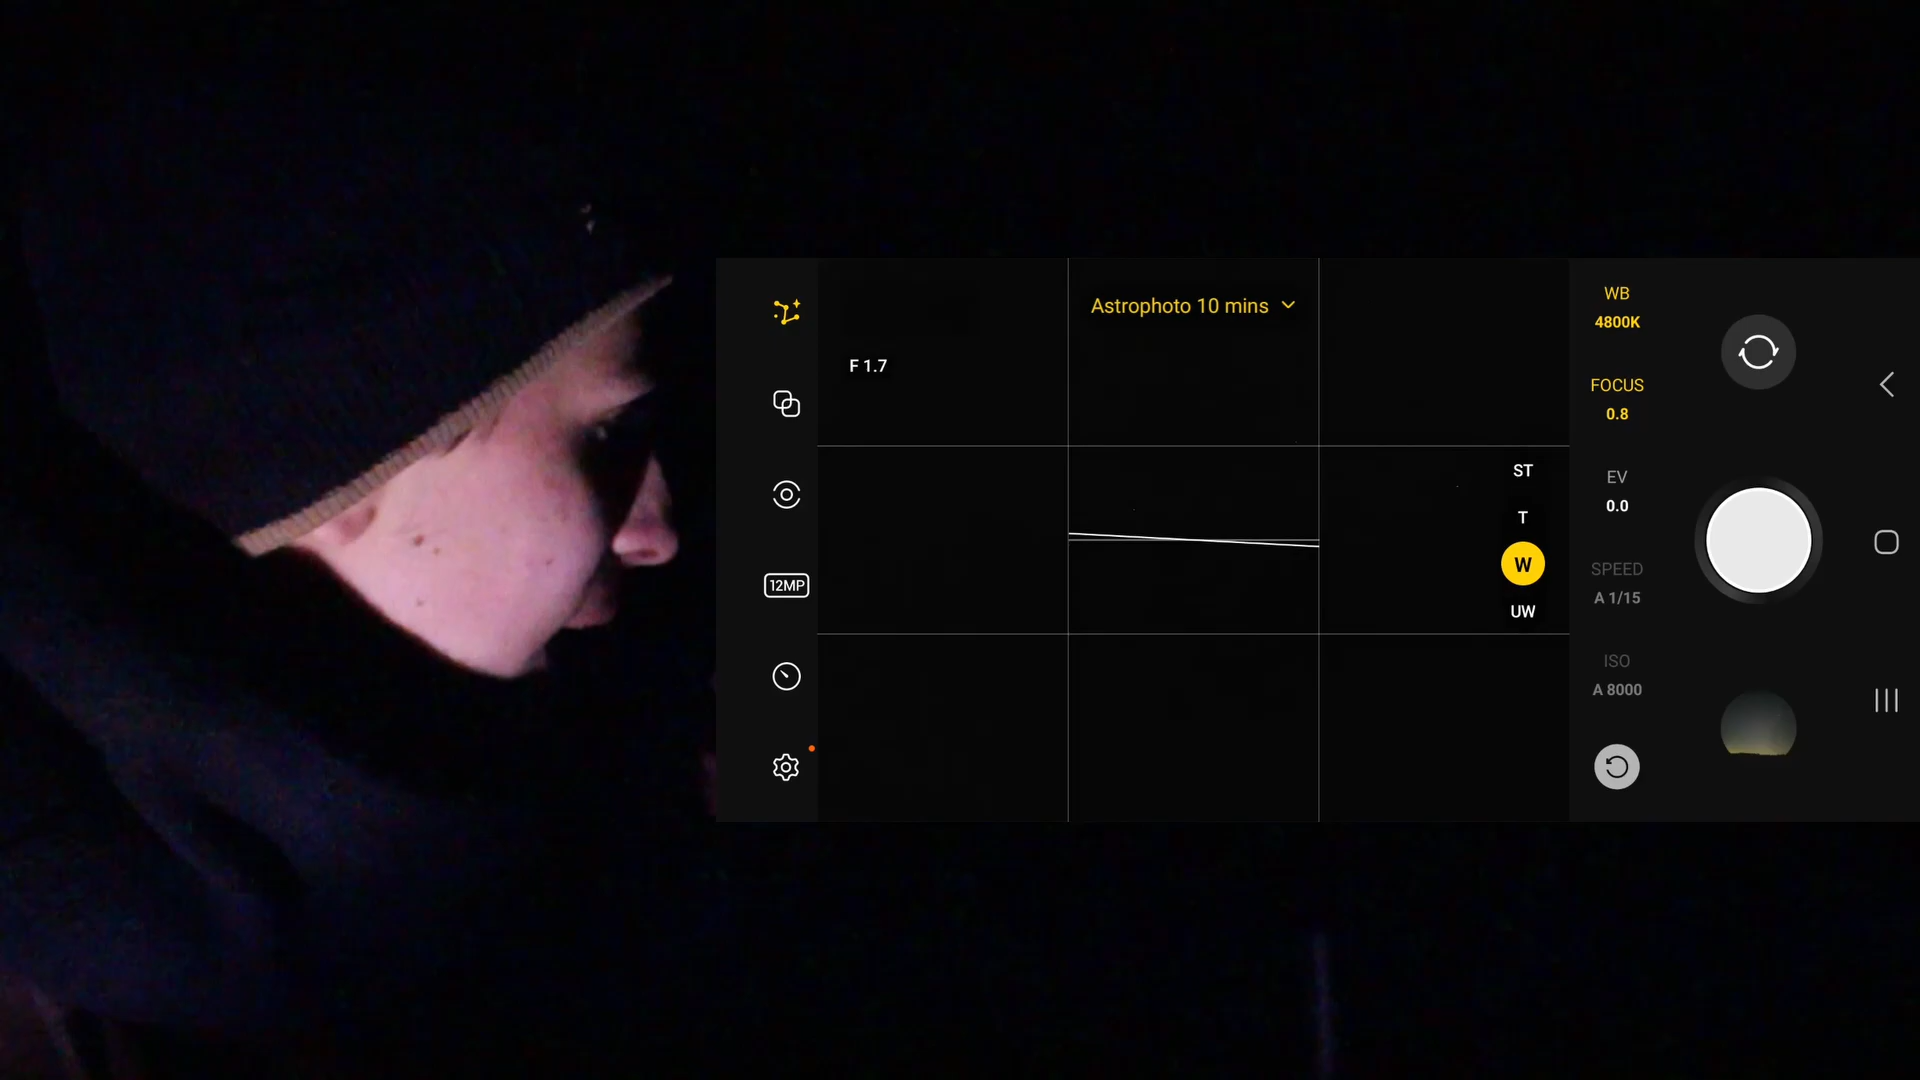 Astrophoto 10 mins
F 1.7
12MP
ST
T
W
UW
WB
4800K
FOCUS
0.8
EV
0.0
SPEED
A 1/15
ISO
A 8000